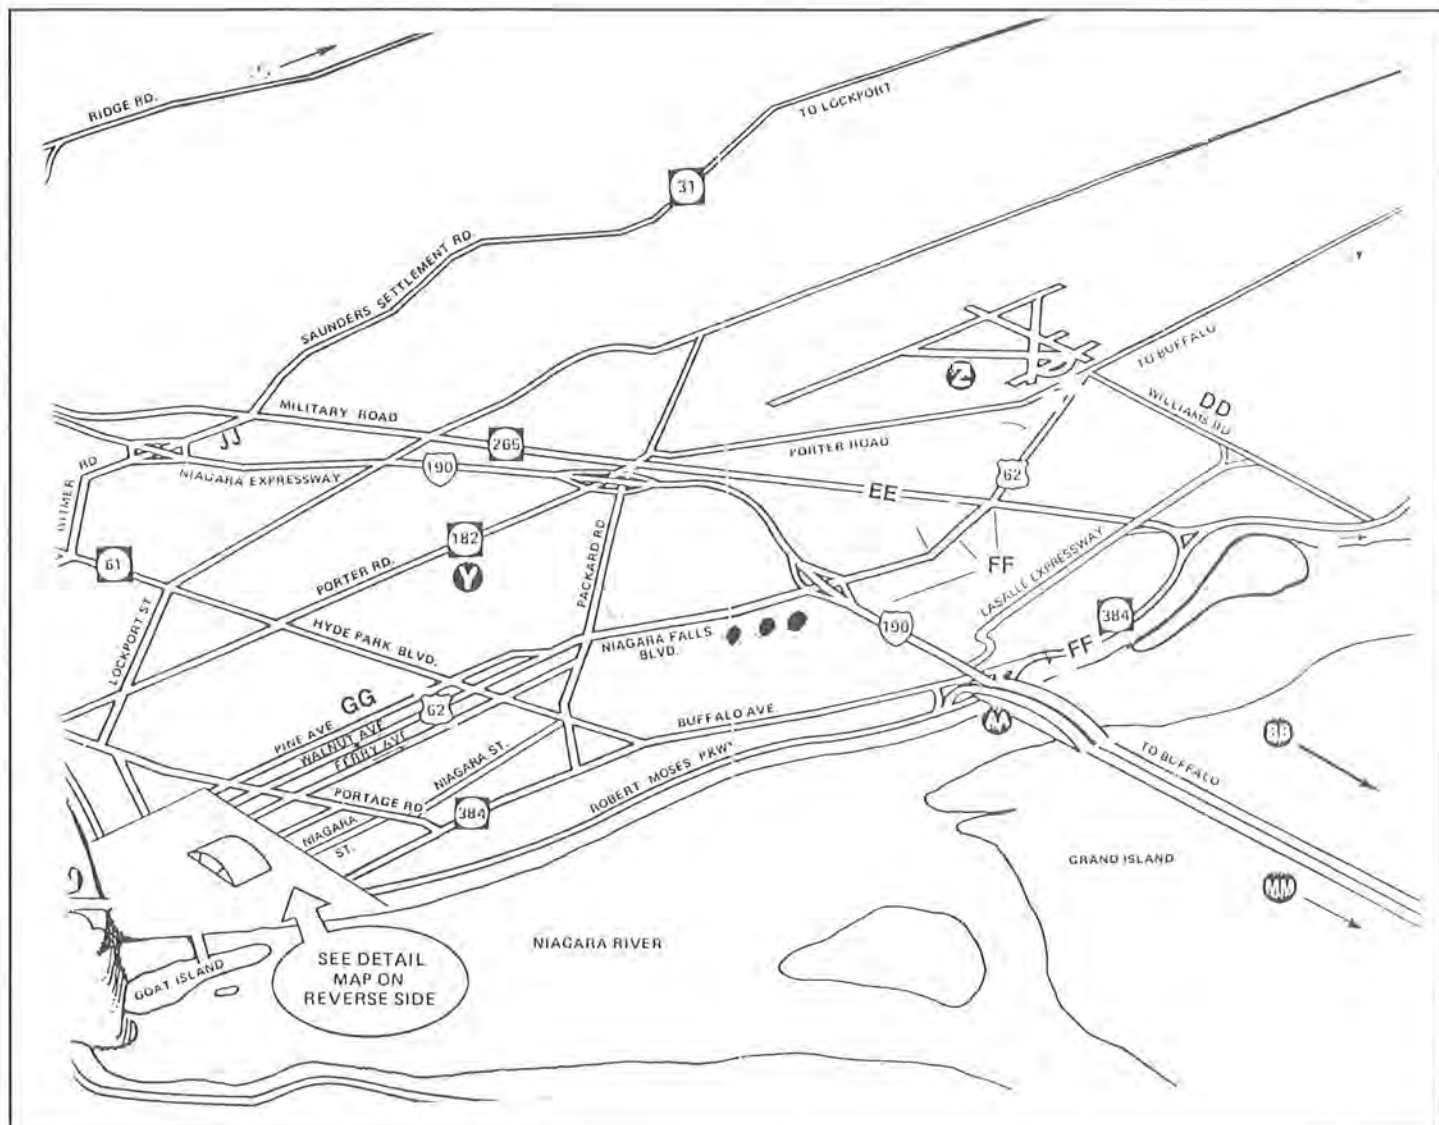 RIDGE RD.
TO LOCKPORT
31
SAUNDERS SETTLEMENT RD.
TO BUFFALO
MILITARY ROAD
JJ
265
DD
WILLIAMS RD
PORTER ROAD
190
NIAGARA EXPRESSWAY
RD
62
EE
182
61
PORTER RD.
Y
PACKARD RD
FF
LASALLE EXPRESSWAY
384
LOCKPORT ST
HYDE PARK BLVD.
NIAGARA FALLS
BLVD.
190
FF
GG
62
PINE AVE
WALNUT AVE
FERRY AVE
BUFFALO AVE
NIAGARA ST.
ROBERT MOSES PKWY
TO BUFFALO
BB
PORTAGE RD
384
NIAGARA
ST.
GRAND ISLAND
MM
NIAGARA RIVER
GOAT ISLAND
SEE DETAIL
MAP ON
REVERSE SIDE